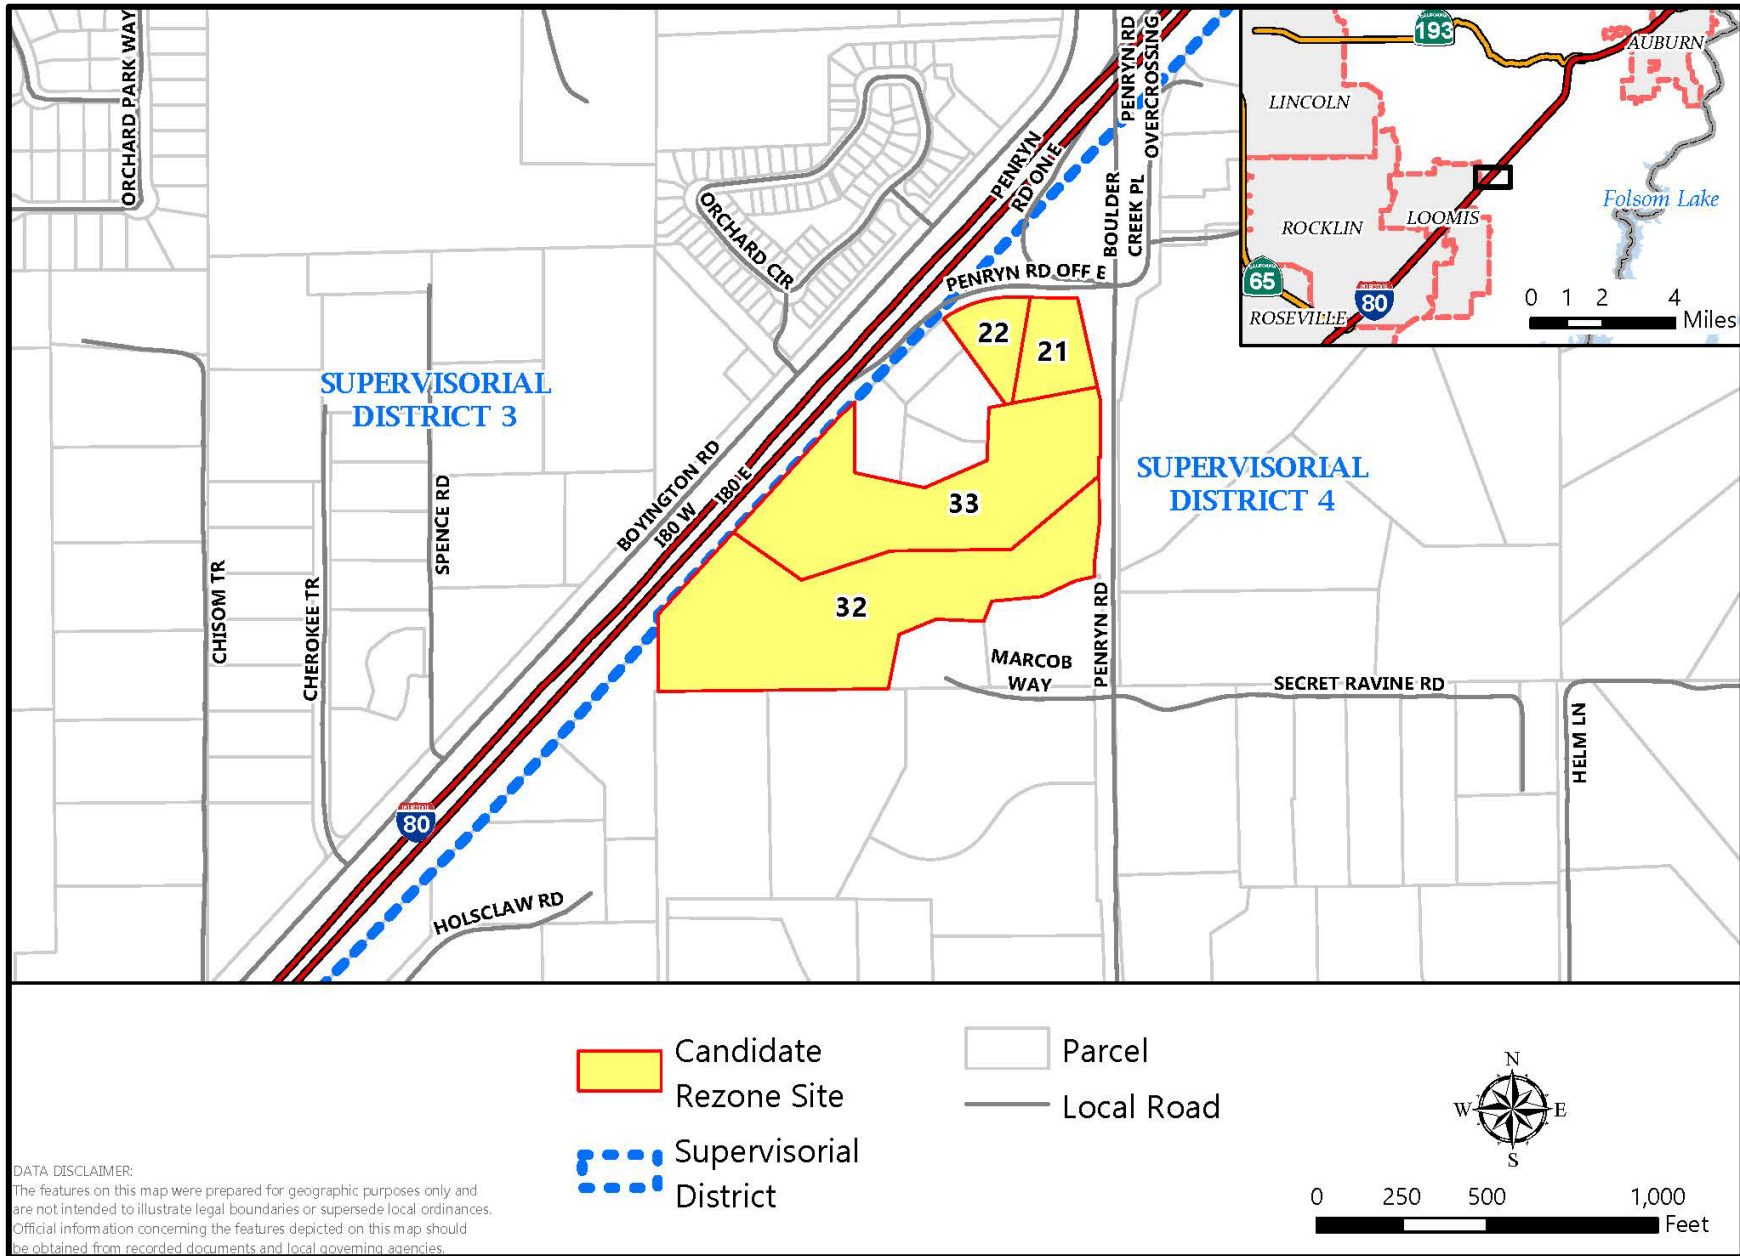 ORCHARD PARK WAY
PENRYN RD
OVERCROSSING
PENRYN
RD ON E
BOULDER
CREEK PL
ORCHARD CIR
PENRYN RD OFF E
22
21
SUPERVISORIAL
DISTRICT 3
SUPERVISORIAL
DISTRICT 4
BOYINGTON RD
I80 W
I80 E
SPENCE RD
33
CHISOM TR
CHEROKEE TR
32
PENRYN RD
MARCOB
WAY
SECRET RAVINE RD
HELM LN
INTERSTATE
80
HOLSCLAW RD
CALIFORNIA
193
AUBURN
LINCOLN
Folsom Lake
LOOMIS
ROCKLIN
CALIFORNIA
65
INTERSTATE
80
ROSEVILLE
0 1 2 4
Miles
Candidate
Rezone Site
Supervisorial
District
Parcel
Local Road
N
W E
S
0 250 500 1,000
Feet
DATA DISCLAIMER:
The features on this map were prepared for geographic purposes only and
are not intended to illustrate legal boundaries or supersede local ordinances.
Official information concerning the features depicted on this map should
be obtained from recorded documents and local governing agencies.